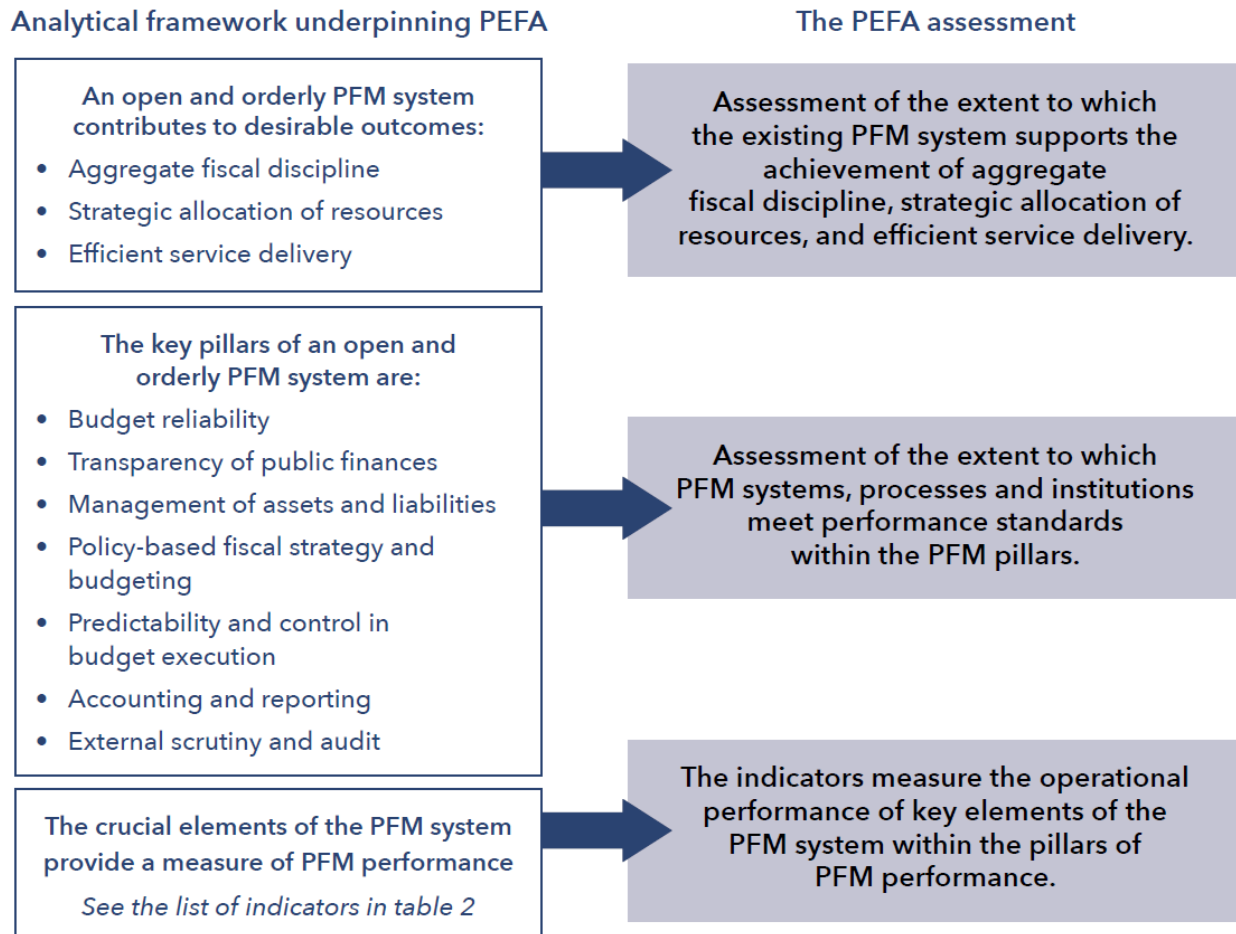 Analytical framework underpinning PEFA
The PEFA assessment
An open and orderly PFM system
contributes to desirable outcomes:
• Aggregate fiscal discipline
• Strategic allocation of resources
• Efficient service delivery
Assessment of the extent to which
the existing PFM system supports the
achievement of aggregate
fiscal discipline, strategic allocation of
resources, and efficient service delivery.
The key pillars of an open and
orderly PFM system are:
• Budget reliability
• Transparency of public finances
• Management of assets and liabilities
• Policy-based fiscal strategy and
budgeting
• Predictability and control in
budget execution
• Accounting and reporting
• External scrutiny and audit
Assessment of the extent to which
PFM systems, processes and institutions
meet performance standards
within the PFM pillars.
The crucial elements of the PFM system
provide a measure of PFM performance
See the list of indicators in table 2
The indicators measure the operational
performance of key elements of the
PFM system within the pillars of
PFM performance.